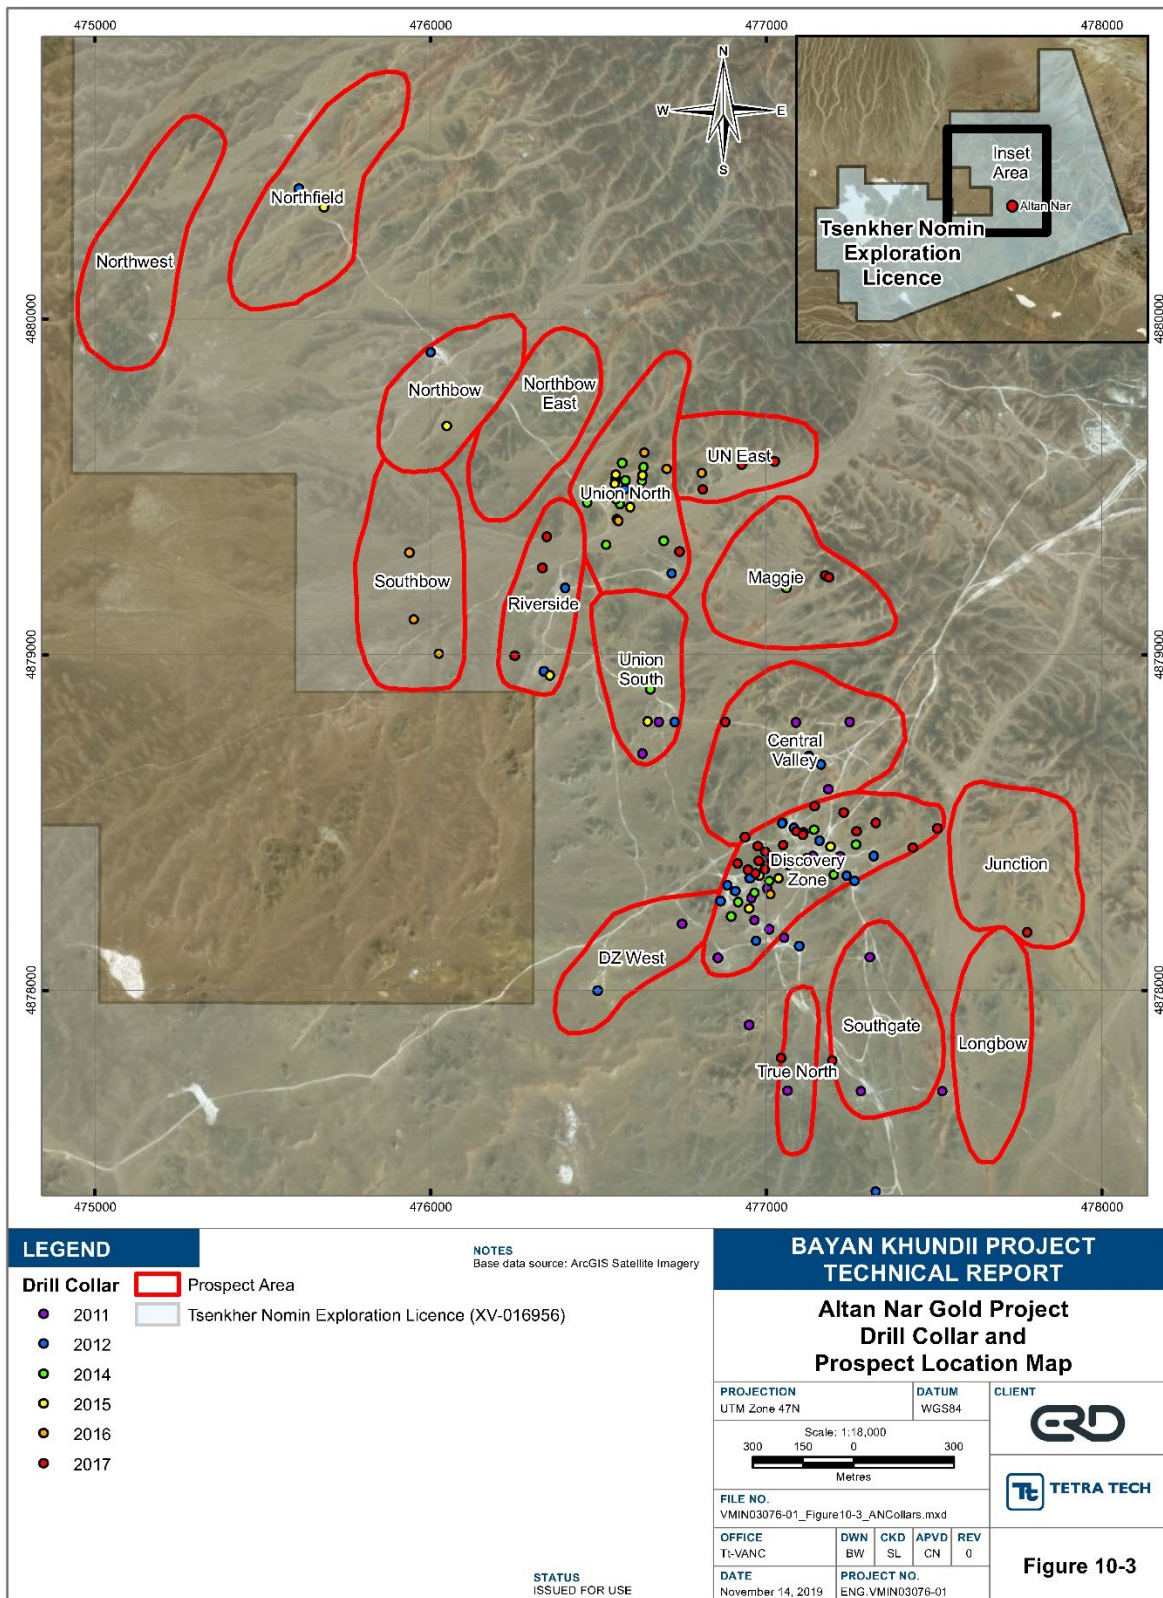 475000
476000
477000
478000
N
W
E
S
Inset
Area
Altan Nar
Tsenkher Nomin
Exploration
Licence
Northfield
Northwest
4880000
4880000
Northbow
Northbow
East
UN East
Union North
Southbow
Riverside
Maggie
4879000
4879000
Union
South
Central
Valley
Discovery
Zone
Junction
DZ West
4878000
4878000
Southgate
Longbow
True North
475000
476000
477000
478000
LEGEND
Drill Collar
2011
2012
2014
2015
2016
2017
Prospect Area
Tsenkher Nomin Exploration Licence (XV-016956)
NOTES
Base data source: ArcGIS Satellite Imagery
STATUS
ISSUED FOR USE
BAYAN KHUNDII PROJECT
TECHNICAL REPORT
Altan Nar Gold Project
Drill Collar and
Prospect Location Map
PROJECTION
UTM Zone 47N
DATUM
WGS84
CLIENT
ERD
Scale: 1:18,000
300 150 0 300
Metres
Tt TETRA TECH
FILE NO.
VMIN03076-01_Figure10-3_ANCollars.mxd
OFFICE
Tt-VANC
DWN
BW
CKD
SL
APVD
CN
REV
0
DATE
November 14, 2019
PROJECT NO.
ENG.VMIN03076-01
Figure 10-3